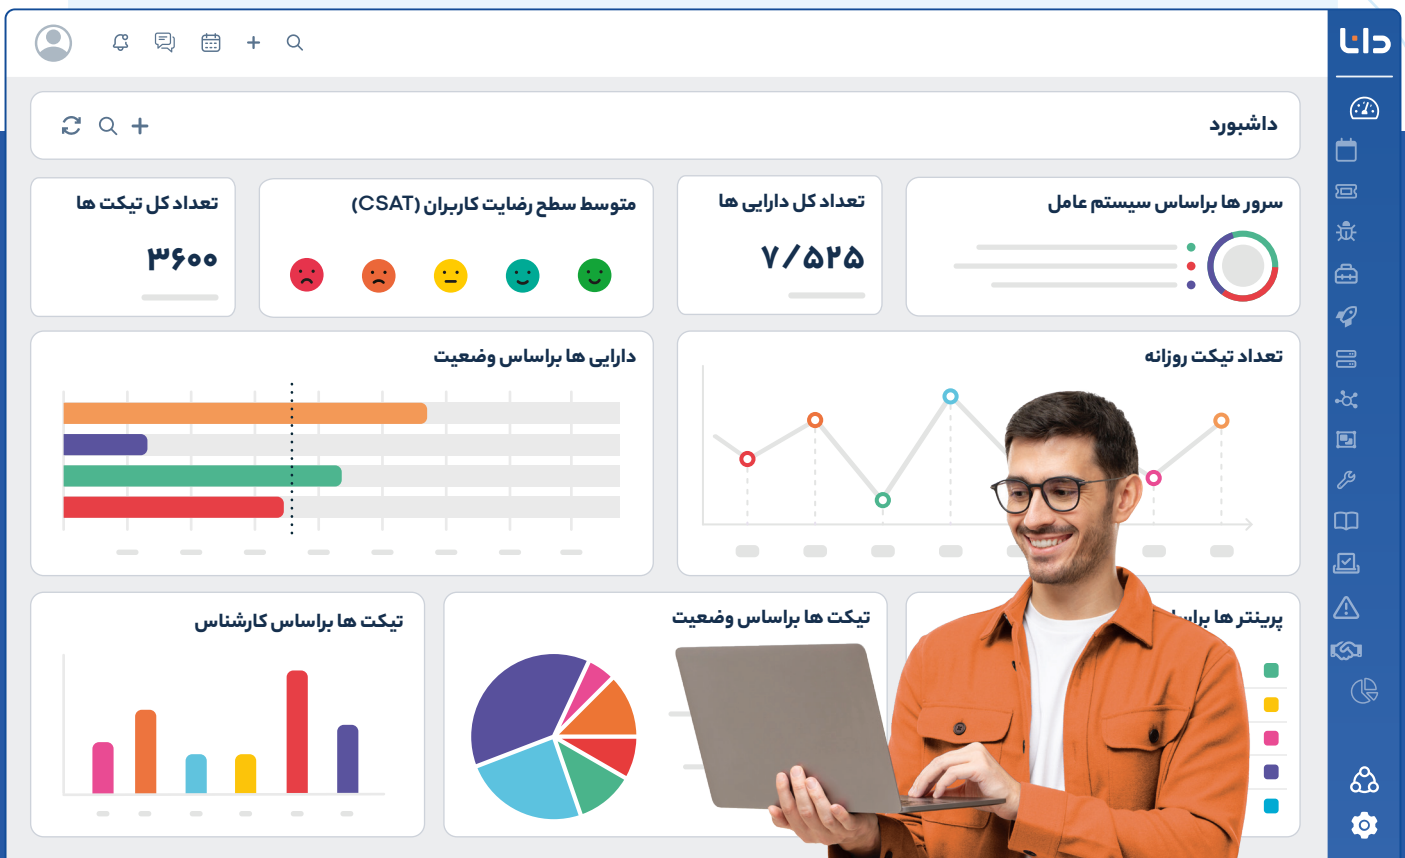 دانا
داشبورد
سرور ها براساس سیستم عامل
تعداد کل دارایی ها
۷/۵۲۵
متوسط سطح رضایت کاربران (CSAT)
تعداد کل تیکت ها
۳۶۰۰
تعداد تیکت روزانه
دارایی ها براساس وضعیت
پرینتر ها
تیکت ها براساس وضعیت
تیکت ها براساس کارشناس